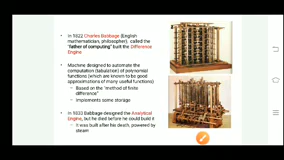 In 1822 Charles Babbage (English
mathematician, philosopher), called the
"father of computing" built the Difference
Engine
Machine designed to automate the
computation (tabulation) of polynomial
functions (which are known to be good
approximations of many useful functions)
Based on the "method of finite
difference"
Implements some storage
In 1833 Babbage designed the Analytical
Engine, but he died before he could build it
It was built after his death, powered by
steam